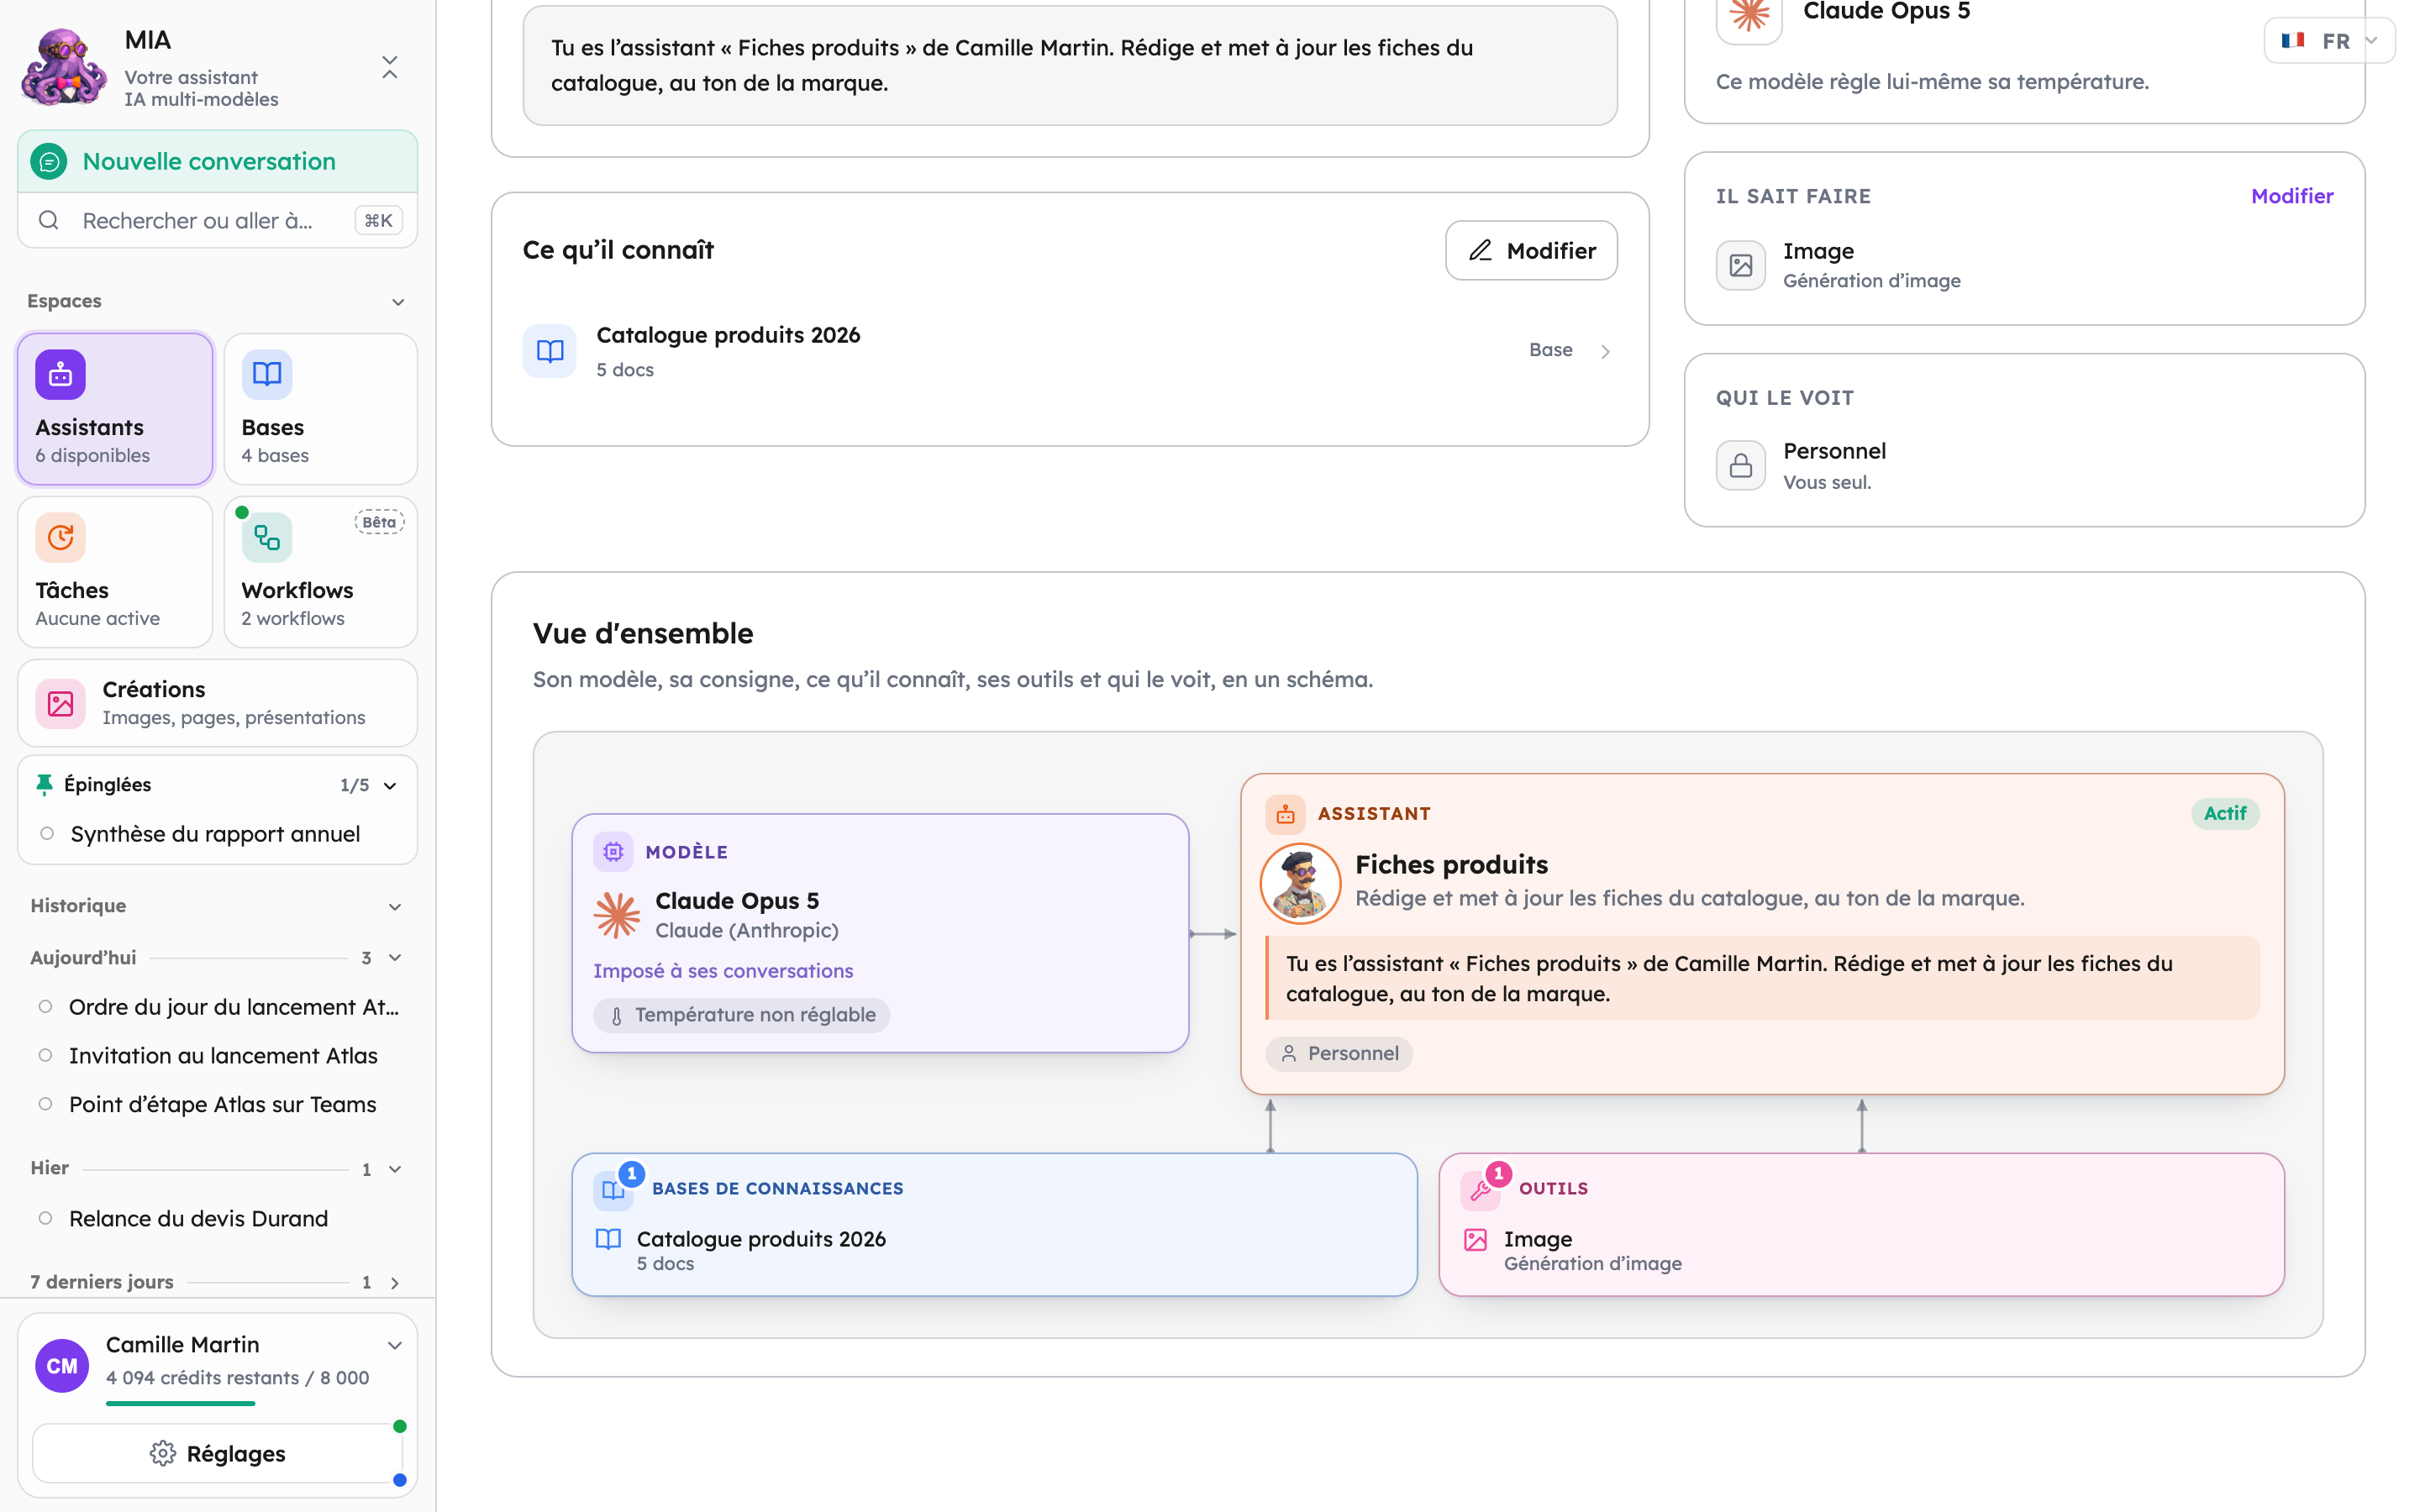 MIA
Votre assistant
IA multi-modèles
Nouvelle conversation
Rechercher ou aller à...
⌘K
Espaces
Assistants
6 disponibles
Bases
4 bases
Tâches
Aucune active
Bêta
Workflows
2 workflows
Créations
Images, pages, présentations
Épinglées
1/5
Synthèse du rapport annuel
Historique
Aujourd’hui
3
Ordre du jour du lancement At...
Invitation au lancement Atlas
Point d’étape Atlas sur Teams
Hier
1
Relance du devis Durand
7 derniers jours
1
CM
Camille Martin
4 094 crédits restants / 8 000
Réglages
Tu es l’assistant « Fiches produits » de Camille Martin. Rédige et met à jour les fiches du
catalogue, au ton de la marque.
Ce qu’il connaît
Modifier
Catalogue produits 2026
5 docs
Base
Claude Opus 5
FR
Ce modèle règle lui-même sa température.
IL SAIT FAIRE
Modifier
Image
Génération d’image
QUI LE VOIT
Personnel
Vous seul.
Vue d'ensemble
Son modèle, sa consigne, ce qu’il connaît, ses outils et qui le voit, en un schéma.
MODÈLE
Claude Opus 5
Claude (Anthropic)
Imposé à ses conversations
Température non réglable
ASSISTANT
Actif
Fiches produits
Rédige et met à jour les fiches du catalogue, au ton de la marque.
Tu es l’assistant « Fiches produits » de Camille Martin. Rédige et met à jour les fiches du
catalogue, au ton de la marque.
Personnel
1
BASES DE CONNAISSANCES
Catalogue produits 2026
5 docs
1
OUTILS
Image
Génération d’image